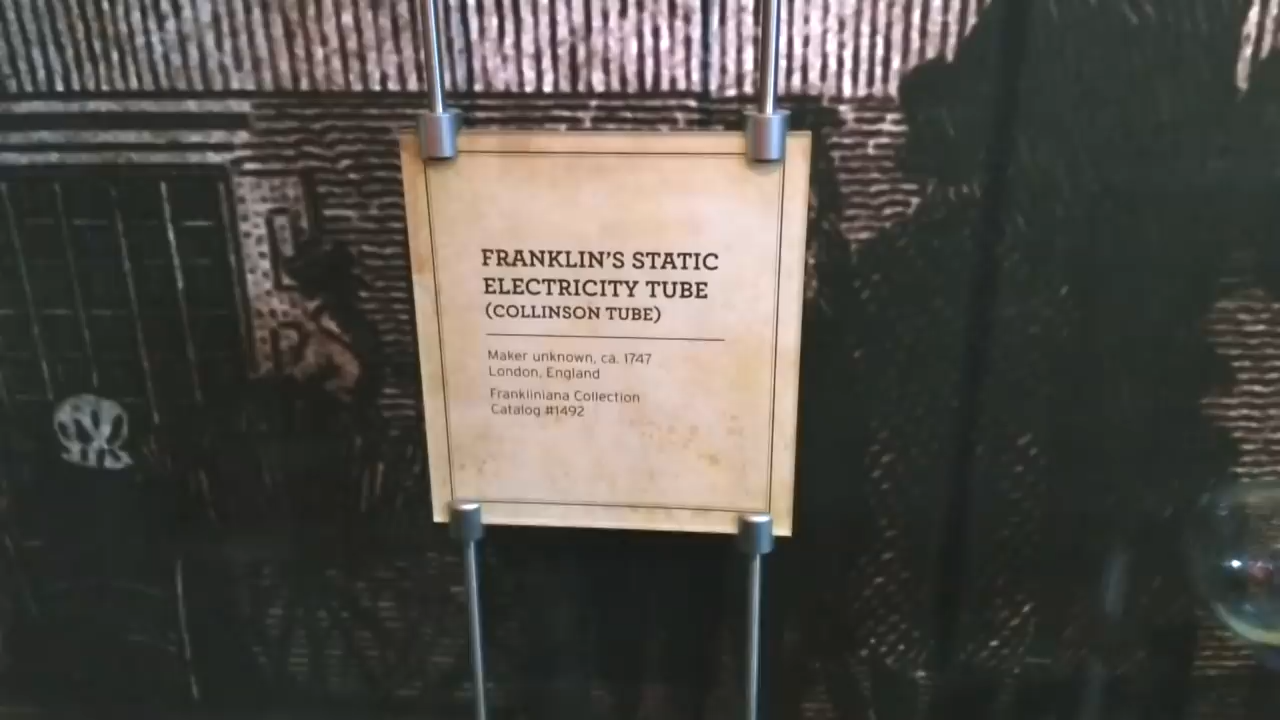 FRANKLIN'S STATIC
ELECTRICITY TUBE
(COLLINSON TUBE)
Maker unknown, ca. 1747
London, England
Frankliniana Collection
Catalog #1492